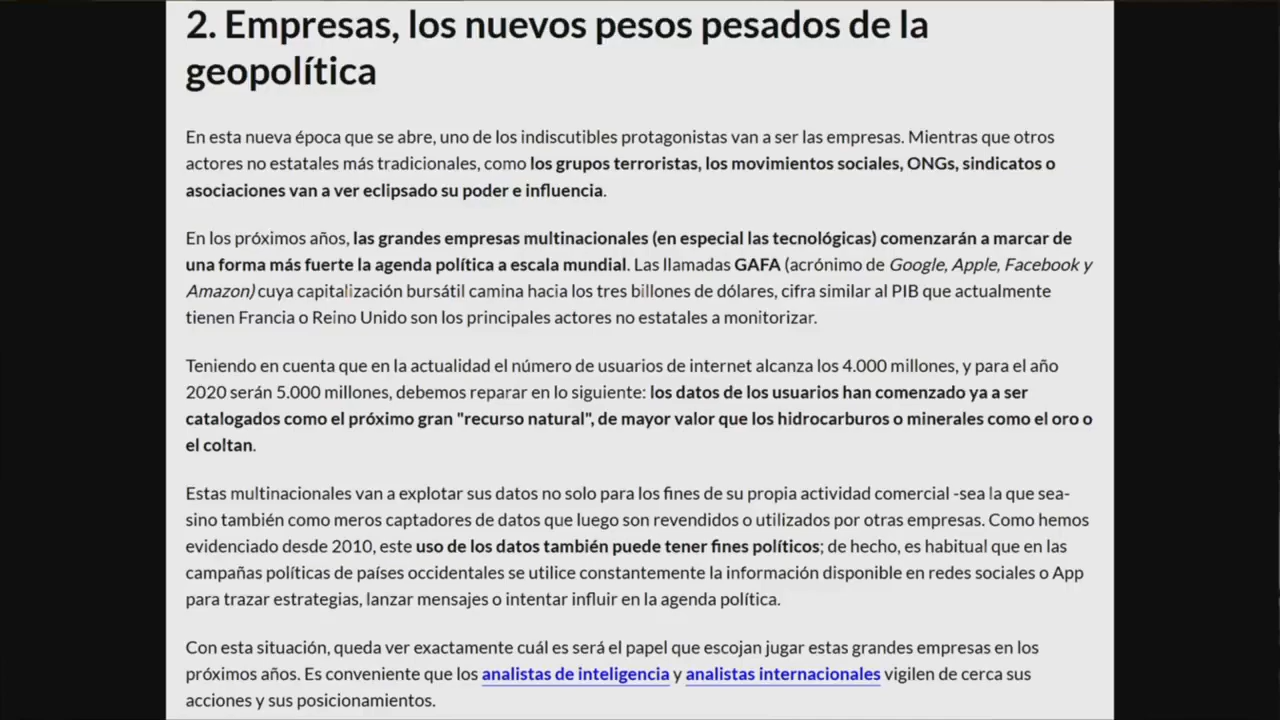 2. Empresas, los nuevos pesos pesados de la
geopolítica
En esta nueva época que se abre, uno de los indiscutibles protagonistas van a ser las empresas. Mientras que otros
actores no estatales más tradicionales, como los grupos terroristas, los movimientos sociales, ONGs, sindicatos o
asociaciones van a ver eclipsado su poder e influencia.
En los próximos años, las grandes empresas multinacionales (en especial las tecnológicas) comenzarán a marcar de
una forma más fuerte la agenda política a escala mundial. Las llamadas GAFA (acrónimo de Google, Apple, Facebook y
Amazon) cuya capitalización bursátil camina hacia los tres billones de dólares, cifra similar al PIB que actualmente
tienen Francia o Reino Unido son los principales actores no estatales a monitorizar.
Teniendo en cuenta que en la actualidad el número de usuarios de internet alcanza los 4.000 millones, y para el año
2020 serán 5.000 millones, debemos reparar en lo siguiente: los datos de los usuarios han comenzado ya a ser
catalogados como el próximo gran "recurso natural", de mayor valor que los hidrocarburos o minerales como el oro o
el coltan.
Estas multinacionales van a explotar sus datos no solo para los fines de su propia actividad comercial -sea la que sea-
sino también como meros captadores de datos que luego son revendidos o utilizados por otras empresas. Como hemos
evidenciado desde 2010, este uso de los datos también puede tener fines políticos; de hecho, es habitual que en las
campañas políticas de países occidentales se utilice constantemente la información disponible en redes sociales o App
para trazar estrategias, lanzar mensajes o intentar influir en la agenda política.
Con esta situación, queda ver exactamente cuál es será el papel que escojan jugar estas grandes empresas en los
próximos años. Es conveniente que los analistas de inteligencia y analistas internacionales vigilen de cerca sus
acciones y sus posicionamientos.